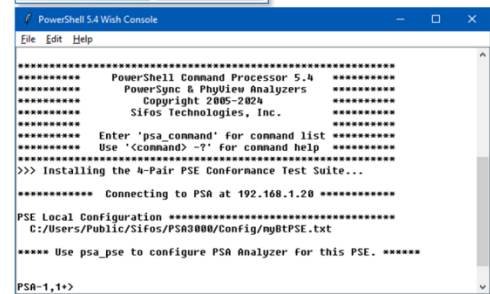 PowerShell 5.4 Wish Console
File Edit Help
*****************************************************************
********** PowerShell Command Processor 5.4 **********
********** PowerSync & PhyView Analyzers **********
********** Copyright 2005-2024 **********
********** Sifos Technologies, Inc. **********
********** **********
********** Enter 'psa_command' for command list **********
********** Use '<command> -?' for command help **********
*****************************************************************
>>> Installing the 4-Pair PSE Conformance Test Suite...
************ Connecting to PSA at 192.168.1.20 ************
PSE Local Configuration ***************************************
C:/Users/Public/Sifos/PSA3000/Config/myBtPSE.txt
***** Use psa_pse to configure PSA Analyzer for this PSE. ******
PSA-1,1+>